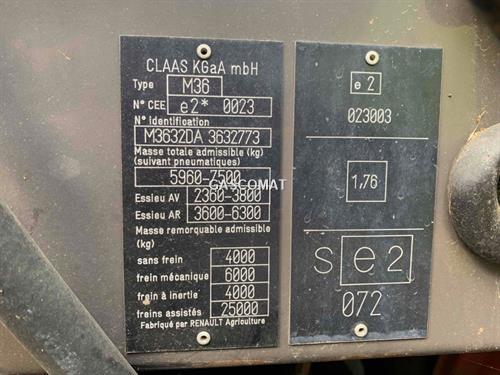 CLAAS KGaA mbH
Type M36
N° CEE e2* 0023
N° identification
M3632DA 3632773
Masse totale admissible (kg)
(suivant pneumatiques)
5960-7500
GASCOMAT
Essieu AV 2360-3800
Essieu AR 3600-6300
Masse remorquable admissible
(kg)
sans frein 4000
frein mécanique 6000
frein à inertie 4000
freins assistés 25000
Fabriqué par RENAULT Agriculture
e 2
023003
1,76
s e 2
072